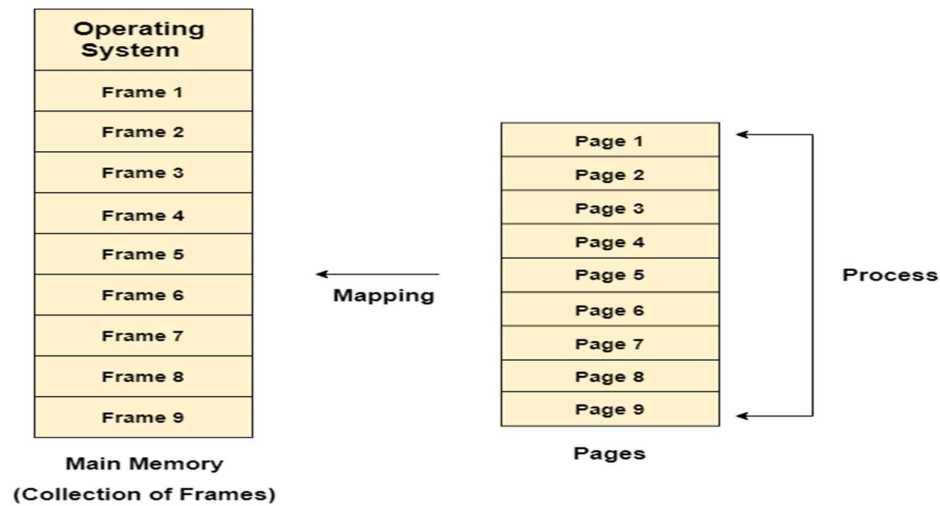 Operating
System
Frame 1
Frame 2
Frame 3
Frame 4
Frame 5
Frame 6
Frame 7
Frame 8
Frame 9
Main Memory
(Collection of Frames)
Mapping
Page 1
Page 2
Page 3
Page 4
Page 5
Page 6
Page 7
Page 8
Page 9
Pages
Process